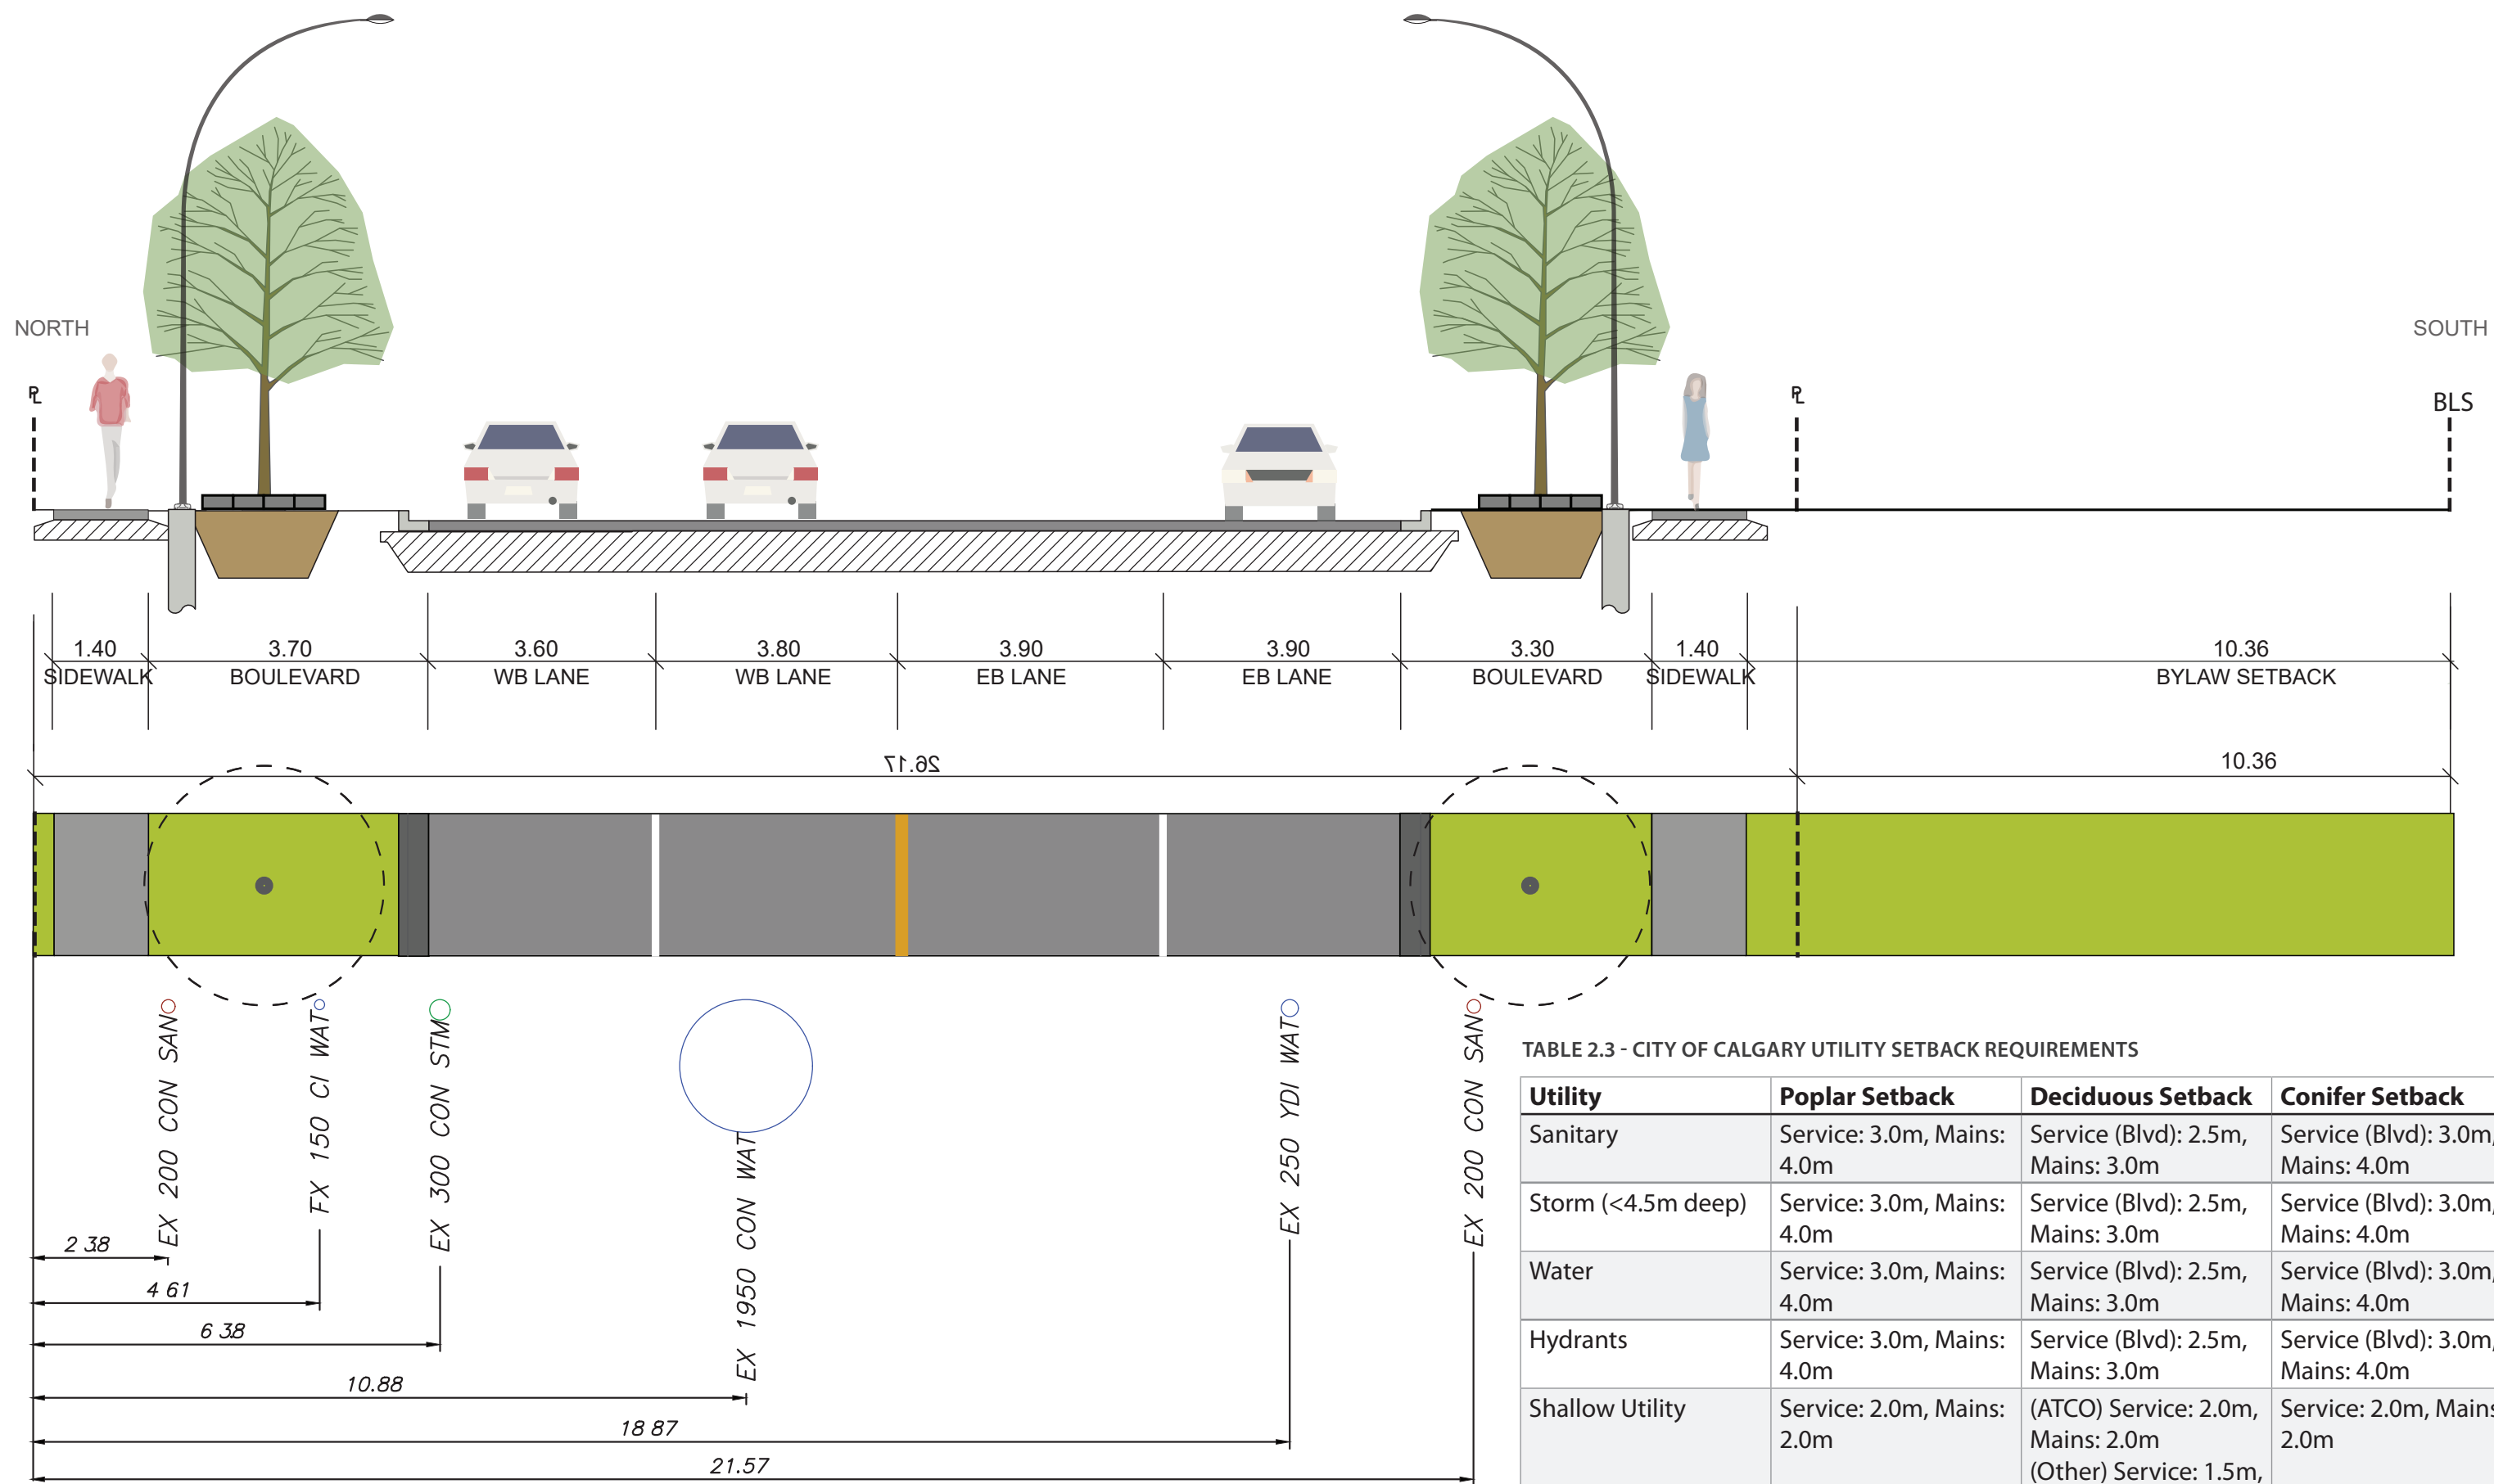 NORTH
SOUTH
BLS
1.40
3.70
3.60
3.80
3.90
3.90
3.30
1.40
10.36
SIDEWALK
BOULEVARD
WB LANE
WB LANE
EB LANE
EB LANE
BOULEVARD
SIDEWALK
BYLAW SETBACK
26.17
10.36
EX 200 CON SAN
FX 150 CI WAT
EX 300 CON STM
EX 1950 CON WAT
EX 250 YDI WAT
EX 200 CON SAN
2 38
4 61
6 38
10.88
18 87
21.57
TABLE 2.3 - CITY OF CALGARY UTILITY SETBACK REQUIREMENTS
Utility Poplar Setback Deciduous Setback Conifer Setback
Sanitary Service: 3.0m, Mains: Service (Blvd): 2.5m, Service (Blvd): 3.0m,
4.0m Mains: 3.0m Mains: 4.0m
Storm (<4.5m deep) Service: 3.0m, Mains: Service (Blvd): 2.5m, Service (Blvd): 3.0m,
4.0m Mains: 3.0m Mains: 4.0m
Water Service: 3.0m, Mains: Service (Blvd): 2.5m, Service (Blvd): 3.0m,
4.0m Mains: 3.0m Mains: 4.0m
Hydrants Service: 3.0m, Mains: Service (Blvd): 2.5m, Service (Blvd): 3.0m,
4.0m Mains: 3.0m Mains: 4.0m
Shallow Utility Service: 2.0m, Mains: (ATCO) Service: 2.0m, Service: 2.0m, Mains
2.0m Mains: 2.0m 2.0m
(Other) Service: 1.5m,